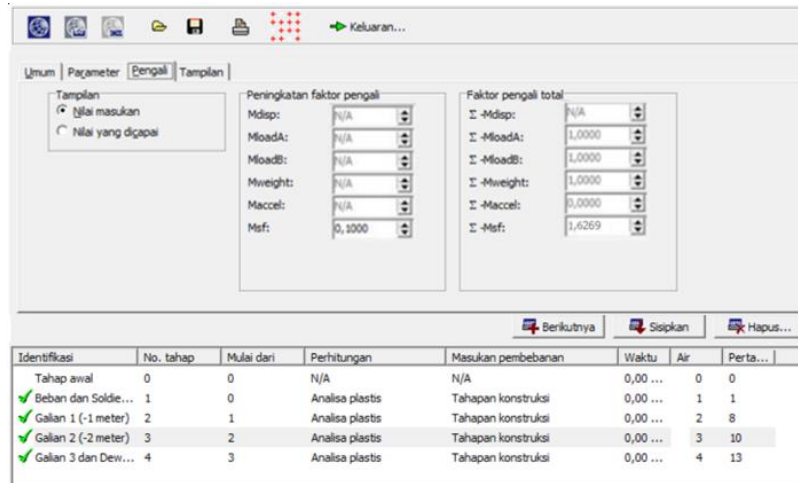 Keluaran...
Umum Parameter Pengali Tampilan
Tampilan
Nilai masukan
Nilai yang dicapai
Peningkatan faktor pengali
Mdisp: N/A
MloadA: N/A
MloadB: N/A
Mweight: N/A
Maccel: N/A
Msf: 0,1000
Faktor pengali total
Σ -Mdisp: N/A
Σ -MloadA: 1,0000
Σ -MloadB: 1,0000
Σ -Mweight: 1,0000
Σ -Maccel: 0,0000
Σ -Msf: 1,6269
Berikutnya Sisipkan Hapus...
Identifikasi No. tahap Mulai dari Perhitungan Masukan pembebanan Waktu Air Perta...
Tahap awal 0 0 N/A N/A 0,00 ... 0 0
Beban dan Soldie... 1 0 Analisa plastis Tahapan konstruksi 0,00 ... 1 1
Galian 1 (-1 meter) 2 1 Analisa plastis Tahapan konstruksi 0,00 ... 2 8
Galian 2 (-2 meter) 3 2 Analisa plastis Tahapan konstruksi 0,00 ... 3 10
Galian 3 dan Dew... 4 3 Analisa plastis Tahapan konstruksi 0,00 ... 4 13